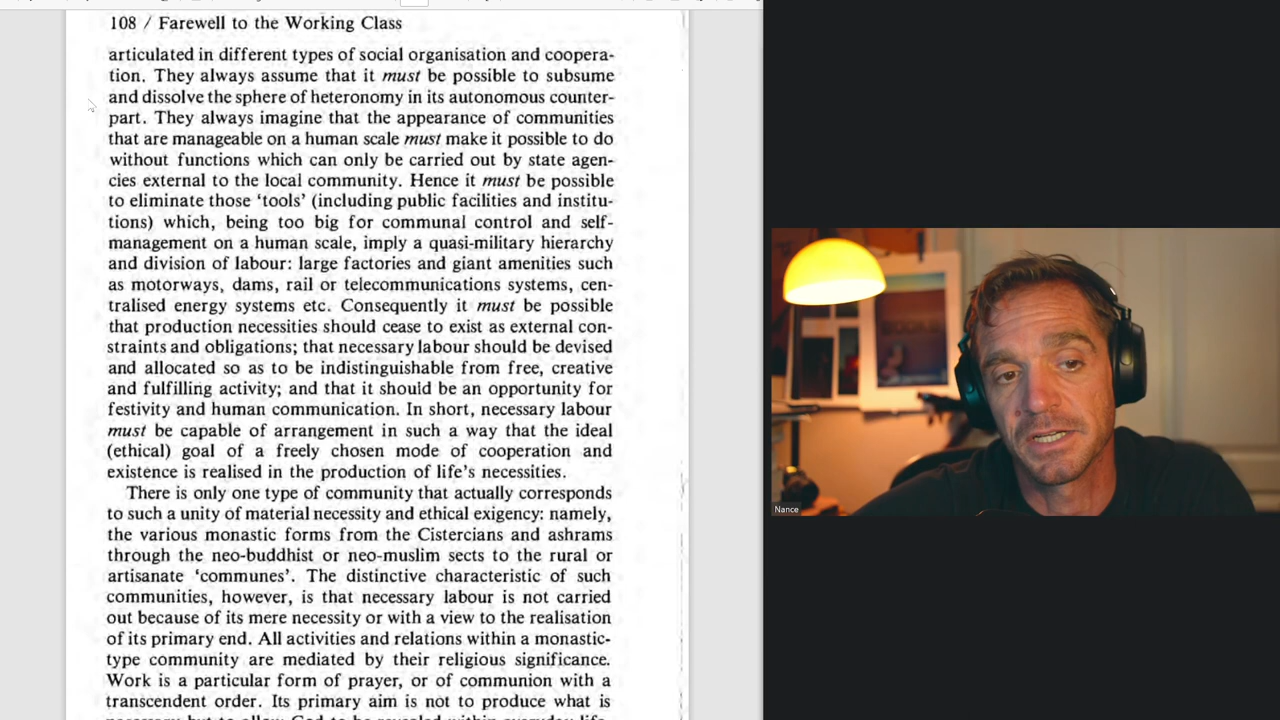 108 / Farewell to the Working Class
articulated in different types of social organisation and coopera-
tion. They always assume that it must be possible to subsume
and dissolve the sphere of heteronomy in its autonomous counter-
part. They always imagine that the appearance of communities
that are manageable on a human scale must make it possible to do
without functions which can only be carried out by state agen-
cies external to the local community. Hence it must be possible
to eliminate those ‘tools’ (including public facilities and institu-
tions) which, being too big for communal control and self-
management on a human scale, imply a quasi-military hierarchy
and division of labour: large factories and giant amenities such
as motorways, dams, rail or telecommunications systems, cen-
tralised energy systems etc. Consequently it must be possible
that production necessities should cease to exist as external con-
straints and obligations; that necessary labour should be devised
and allocated so as to be indistinguishable from free, creative
and fulfilling activity; and that it should be an opportunity for
festivity and human communication. In short, necessary labour
must be capable of arrangement in such a way that the ideal
(ethical) goal of a freely chosen mode of cooperation and
existence is realised in the production of life's necessities.
There is only one type of community that actually corresponds
to such a unity of material necessity and ethical exigency: namely,
the various monastic forms from the Cistercians and ashrams
through the neo-buddhist or neo-muslim sects to the rural or
artisanate ‘communes’. The distinctive characteristic of such
communities, however, is that necessary labour is not carried
out because of its mere necessity or with a view to the realisation
of its primary end. All activities and relations within a monastic-
type community are mediated by their religious significance.
Work is a particular form of prayer, or of communion with a
transcendent order. Its primary aim is not to produce what is
necessary but to allow God to be revealed within everyday life
Nance